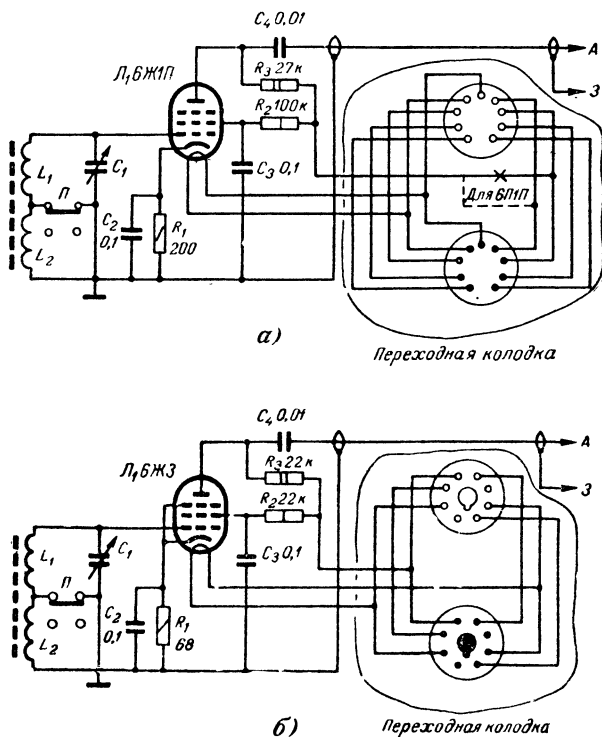 C₄ 0,01
А
Л₁ 6Ж1П
R₃ 27к
З
R₂ 100к
L₁
П
C₁
C₃ 0,1
Для 6П1П
L₂
C₂
0,1
R₁
200
а)
Переходная колодка
C₄ 0,01
А
Л₁ 6Ж3
R₃ 22к
З
R₂ 22к
L₁
П
C₁
C₃ 0,1
L₂
C₂
0,1
R₁
68
б)
Переходная колодка